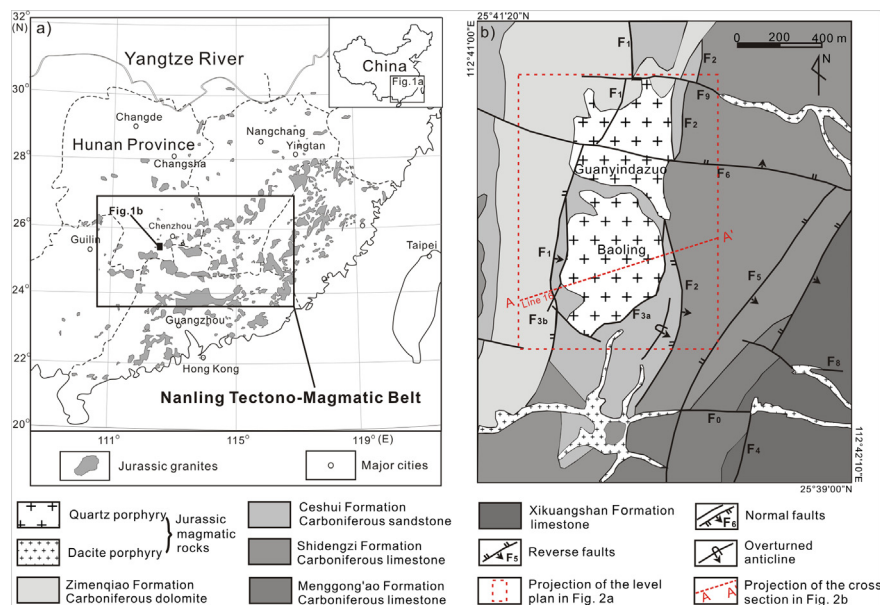 a)
China
Fig.1a
Yangtze River
Changde
Hunan Province
Changsha
Nangchang
Yingtan
Fig.1b
Chenzhou
Guilin
Guangzhou
Hong Kong
Taipei
Nanling Tectono-Magmatic Belt
32°
(N)
30°
28°
26°
24°
22°
20°
111°
115°
119° (E)
Jurassic granites
Major cities
b)
25°41'20"
112°41'00"E
0 200 400 m
N
F1
F2
F1
F9
F2
Guanyindazuo
F6
Baoling
A'
F1
F2
F5
A
Line 16
F3b
F3a
F8
F0
F4
112°42'10"E
25°39'00"N
Quartz porphyry
Dacite porphyry
Jurassic
magmatic
rocks
Zimenqiao Formation
Carboniferous dolomite
Ceshui Formation
Carboniferous sandstone
Shidengzi Formation
Carboniferous limestone
Menggong'ao Formation
Carboniferous limestone
Xikuangshan Formation
limestone
F5
Reverse faults
Projection of the level
plan in Fig. 2a
F6
Normal faults
Overturned
anticline
A A'
Projection of the cross
section in Fig. 2b